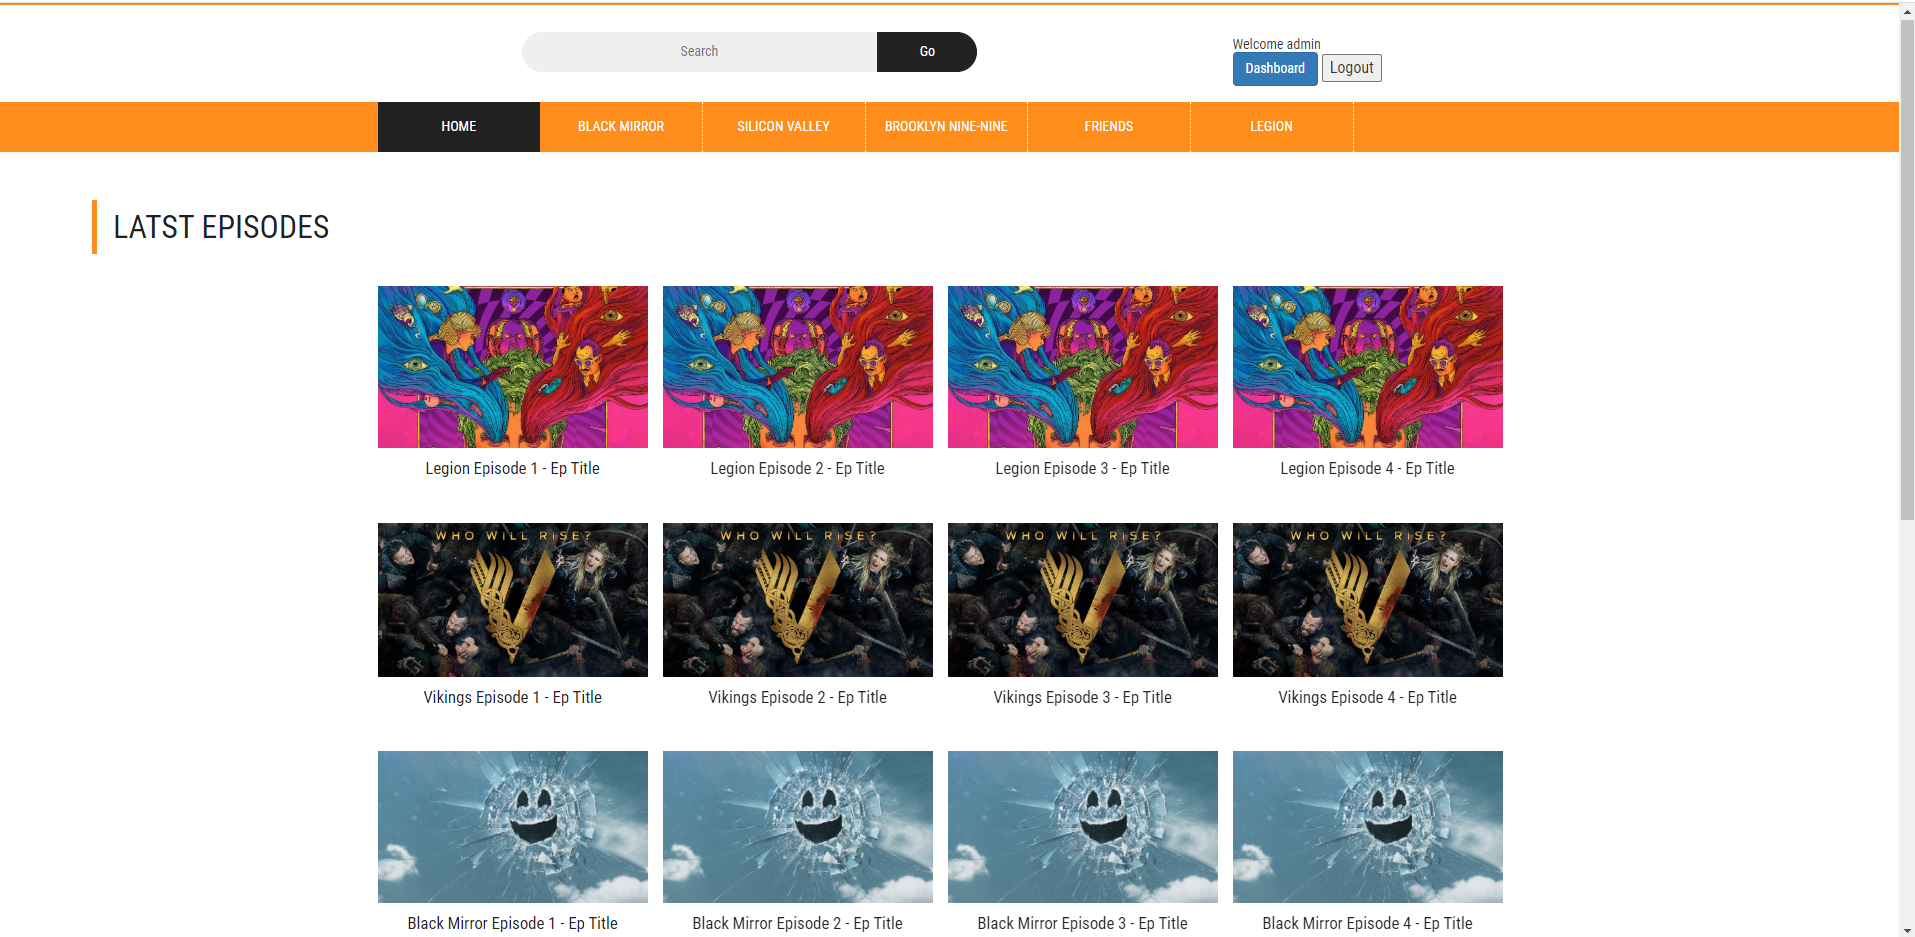 Search
Go
Welcome admin
Dashboard
Logout
HOME
BLACK MIRROR
SILICON VALLEY
BROOKLYN NINE-NINE
FRIENDS
LEGION
LATST EPISODES
Legion Episode 1 - Ep Title
Legion Episode 2 - Ep Title
Legion Episode 3 - Ep Title
Legion Episode 4 - Ep Title
WHO WILL RISE?
WHO WILL RISE?
WHO WILL RISE?
WHO WILL RISE?
Vikings Episode 1 - Ep Title
Vikings Episode 2 - Ep Title
Vikings Episode 3 - Ep Title
Vikings Episode 4 - Ep Title
Black Mirror Episode 1 - Ep Title
Black Mirror Episode 2 - Ep Title
Black Mirror Episode 3 - Ep Title
Black Mirror Episode 4 - Ep Title